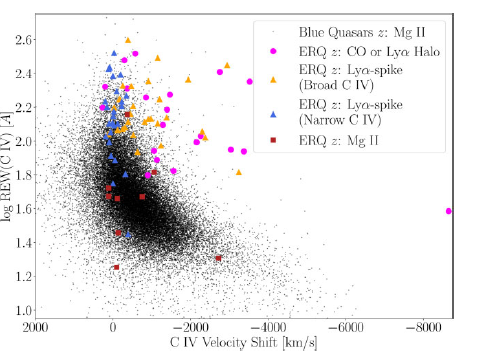 Blue Quasars z: Mg II
ERQ z: CO or Lyα Halo
ERQ z: Lyα-spike
(Broad C IV)
ERQ z: Lyα-spike
(Narrow C IV)
ERQ z: Mg II
log REW(C IV) [A]
2.6
2.4
2.2
2.0
1.8
1.6
1.4
1.2
1.0
2000 0 −2000 −4000 −6000 −8000
C IV Velocity Shift [km/s]